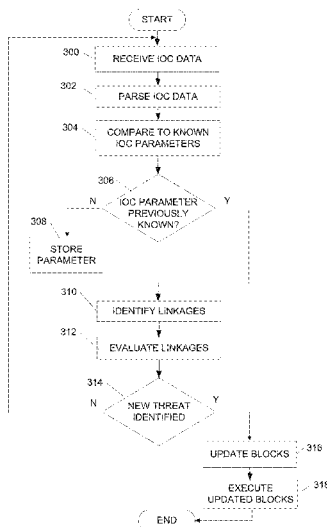 START
300
RECEIVE IOC DATA
302
PARSE IOC DATA
304
COMPARE TO KNOWN
IOC PARAMETERS
306
N
IOC PARAMETER
PREVIOUSLY
KNOWN?
Y
308
STORE
PARAMETER
310
IDENTIFY LINKAGES
312
EVALUATE LINKAGES
314
N
NEW THREAT
IDENTIFIED
Y
UPDATE BLOCKS
316
EXECUTE
UPDATED BLOCKS
318
END